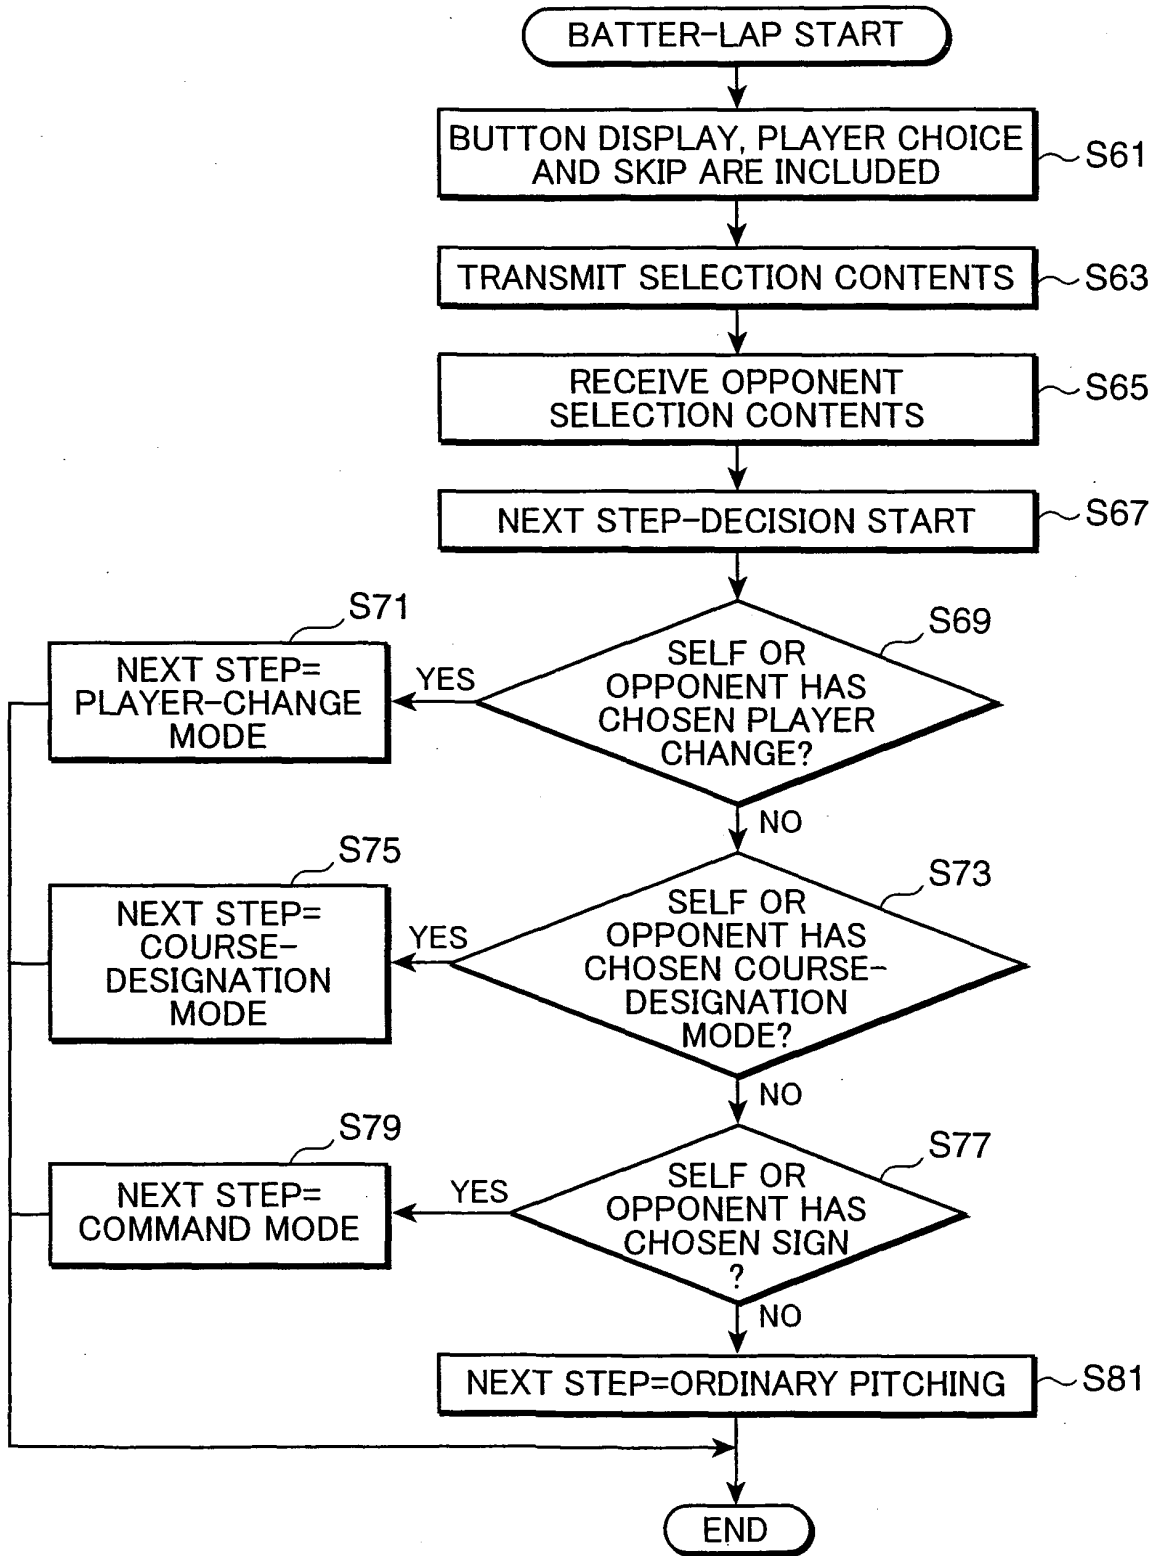 BATTER-LAP START
BUTTON DISPLAY, PLAYER CHOICE
AND SKIP ARE INCLUDED
S61
TRANSMIT SELECTION CONTENTS
S63
RECEIVE OPPONENT
SELECTION CONTENTS
S65
NEXT STEP-DECISION START
S67
S69
SELF OR
OPPONENT HAS
CHOSEN PLAYER
CHANGE?
YES
S71
NEXT STEP=
PLAYER-CHANGE
MODE
NO
S73
SELF OR
OPPONENT HAS
CHOSEN COURSE-
DESIGNATION
MODE?
YES
S75
NEXT STEP=
COURSE-
DESIGNATION
MODE
NO
S77
SELF OR
OPPONENT HAS
CHOSEN SIGN
?
YES
S79
NEXT STEP=
COMMAND MODE
NO
NEXT STEP=ORDINARY PITCHING
S81
END